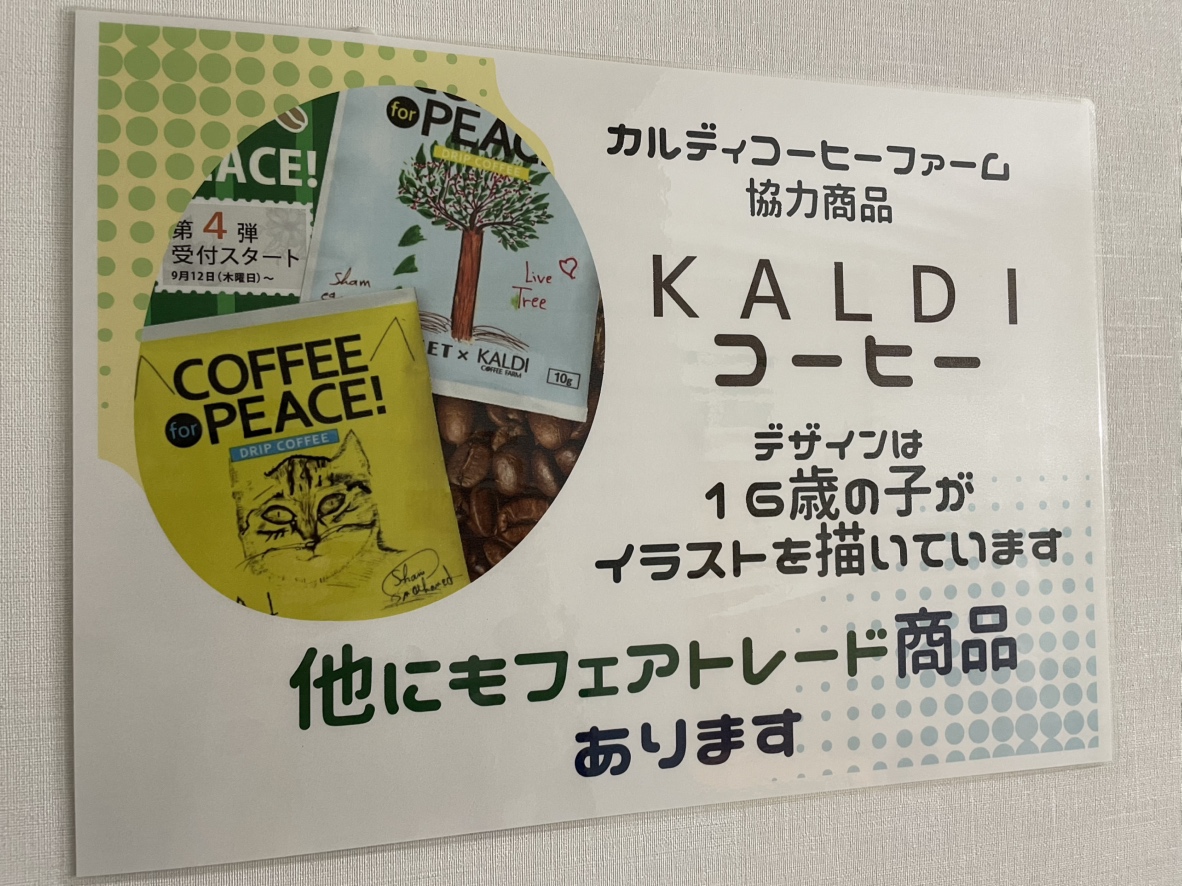 カルディコーヒーファーム
協力商品
KALDI
コーヒー
デザインは
16歳の子が
イラストを描いています
他にもフェアトレード商品
あります
ACE!
第4弾
受付スタート
9月12日(木曜日)~
for PEACE!
DRIP COFFEE
Sham
Live
Tree
ET × KALDI
COFFEE FARM
10g
COFFEE
for PEACE!
DRIP COFFEE
Sham